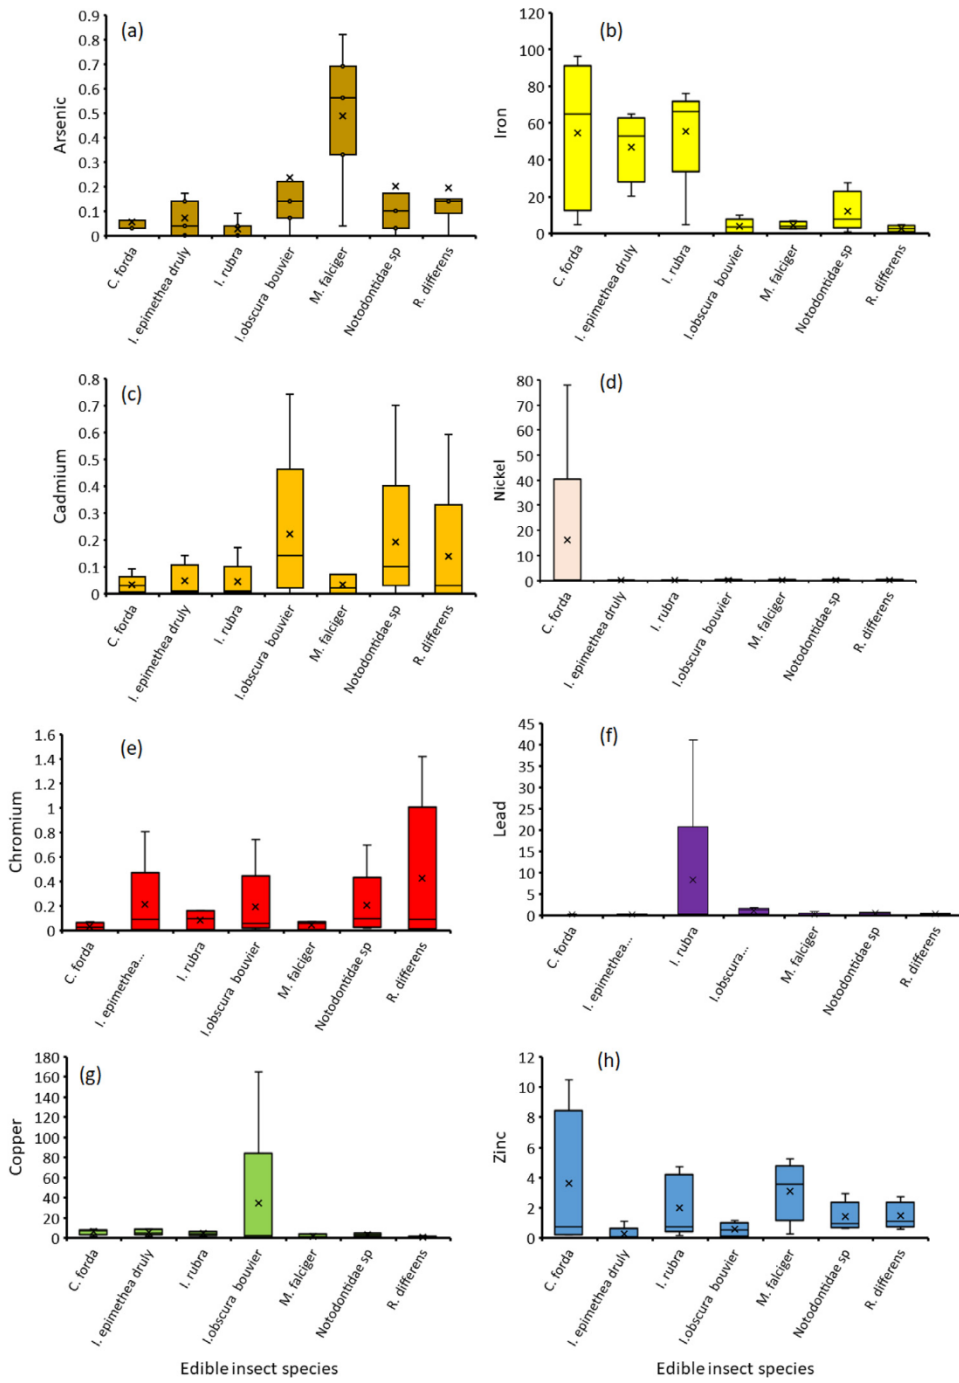 (a)
Arsenic
0.9
0.8
0.7
0.6
0.5
0.4
0.3
0.2
0.1
0
C. forda
I. epimethea druly
I. rubra
I.obscura bouvier
M. falciger
Notodontidae sp
R. differens
(b)
Iron
120
100
80
60
40
20
0
C. forda
I. epimethea druly
I. rubra
I.obscura bouvier
M. falciger
Notodontidae sp
R. differens
(c)
Cadmium
0.8
0.7
0.6
0.5
0.4
0.3
0.2
0.1
0
C. forda
I. epimethea druly
I. rubra
I.obscura bouvier
M. falciger
Notodontidae sp
R. differens
(d)
Nickel
80
70
60
50
40
30
20
10
0
C. forda
I. epimethea druly
I. rubra
I.obscura bouvier
M. falciger
Notodontidae sp
R. differens
(e)
Chromium
1.6
1.4
1.2
1
0.8
0.6
0.4
0.2
0
C. forda
I. epimethea...
I. rubra
I.obscura bouvier
M. falciger
Notodontidae sp
R. differens
(f)
Lead
45
40
35
30
25
20
15
10
5
0
C. forda
I. epimethea...
I. rubra
I.obscura...
M. falciger
Notodontidae sp
R. differens
(g)
Copper
180
160
140
120
100
80
60
40
20
0
C. forda
I. epimethea druly
I. rubra
I.obscura bouvier
M. falciger
Notodontidae sp
R. differens
Edible insect species
(h)
Zinc
12
10
8
6
4
2
0
C. forda
I. epimethea druly
I. rubra
I.obscura bouvier
M. falciger
Notodontidae sp
R. differens
Edible insect species